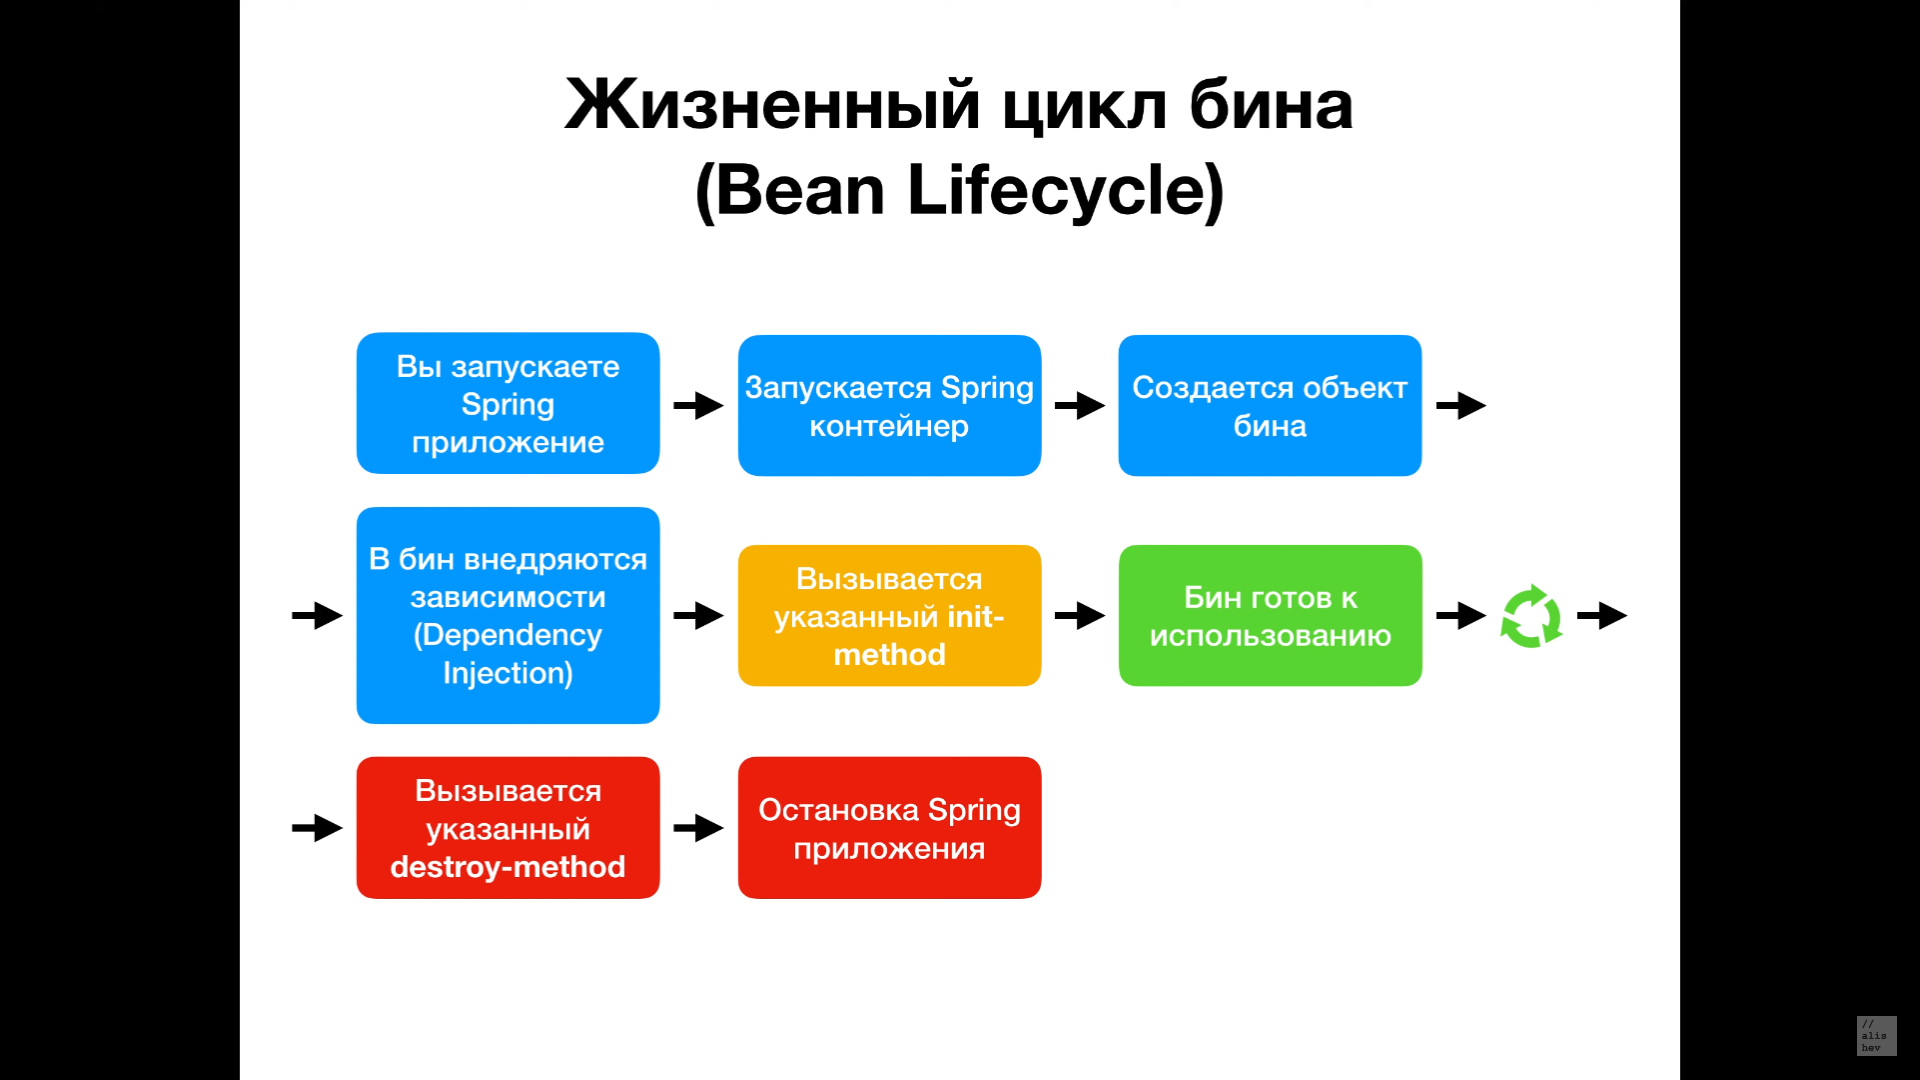 Жизненный цикл бина
(Bean Lifecycle)
Вы запускаете
Spring
приложение
Запускается Spring
контейнер
Создается объект
бина
В бин внедряются
зависимости
(Dependency
Injection)
Вызывается
указанный init-
method
Бин готов к
использованию
Вызывается
указанный
destroy-method
Остановка Spring
приложения
//
alis
hev